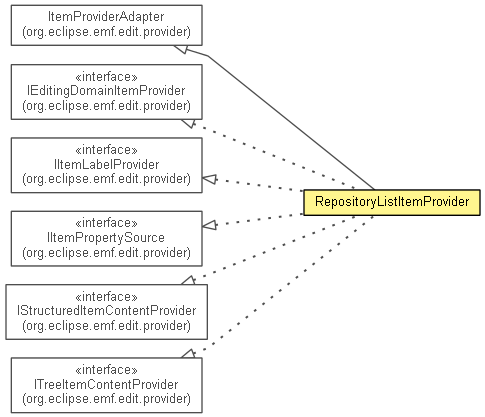 ItemProviderAdapter
(org.eclipse.emf.edit.provider)
«interface»
IEditingDomainItemProvider
(org.eclipse.emf.edit.provider)
«interface»
IItemLabelProvider
(org.eclipse.emf.edit.provider)
RepositoryListItemProvider
«interface»
IItemPropertySource
(org.eclipse.emf.edit.provider)
«interface»
IStructuredItemContentProvider
(org.eclipse.emf.edit.provider)
«interface»
ITreeItemContentProvider
(org.eclipse.emf.edit.provider)